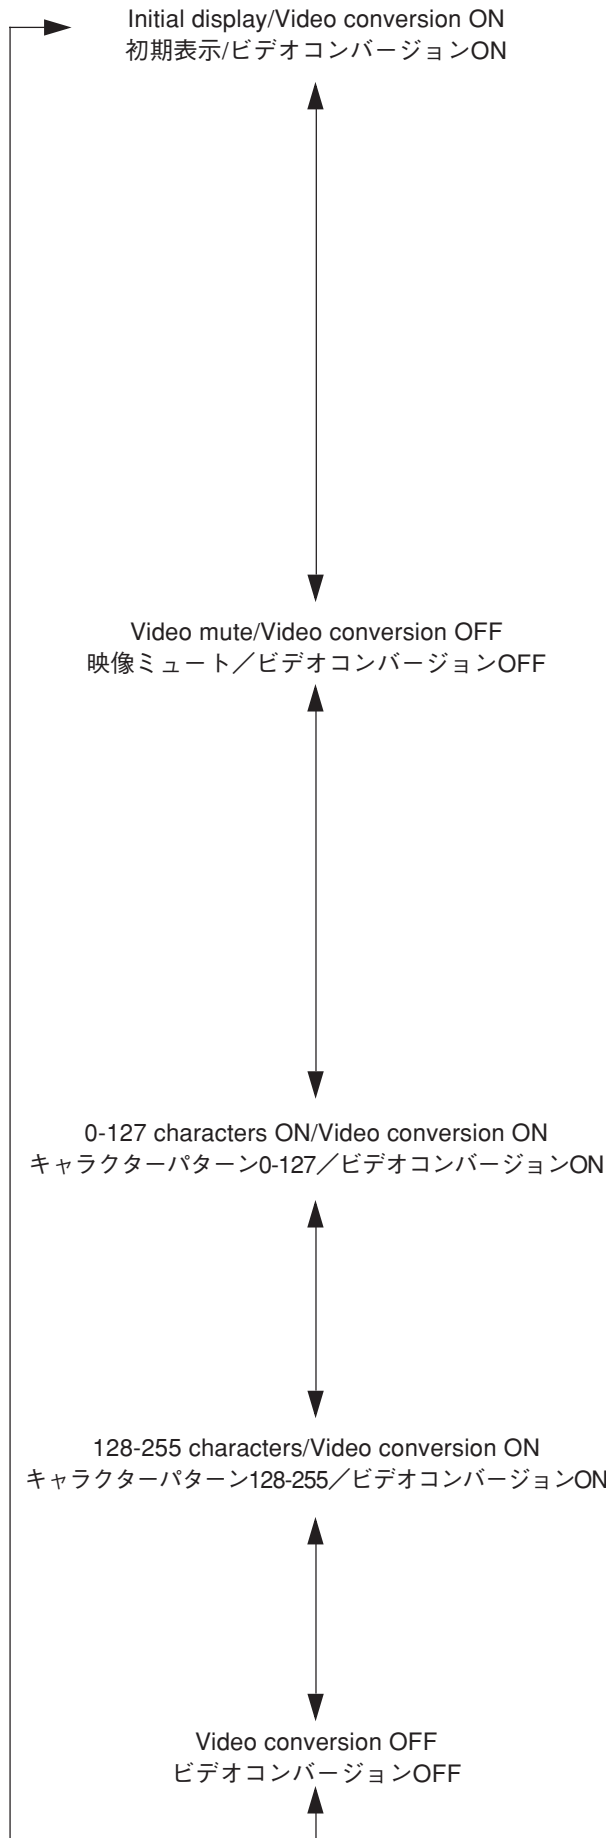 Initial display/Video conversion ON
初期表示/ビデオコンバージョンON
Video mute/Video conversion OFF
映像ミュート／ビデオコンバージョンOFF
0-127 characters ON/Video conversion ON
キャラクターパターン0-127／ビデオコンバージョンON
128-255 characters/Video conversion ON
キャラクターパターン128-255／ビデオコンバージョンON
Video conversion OFF
ビデオコンバージョンOFF